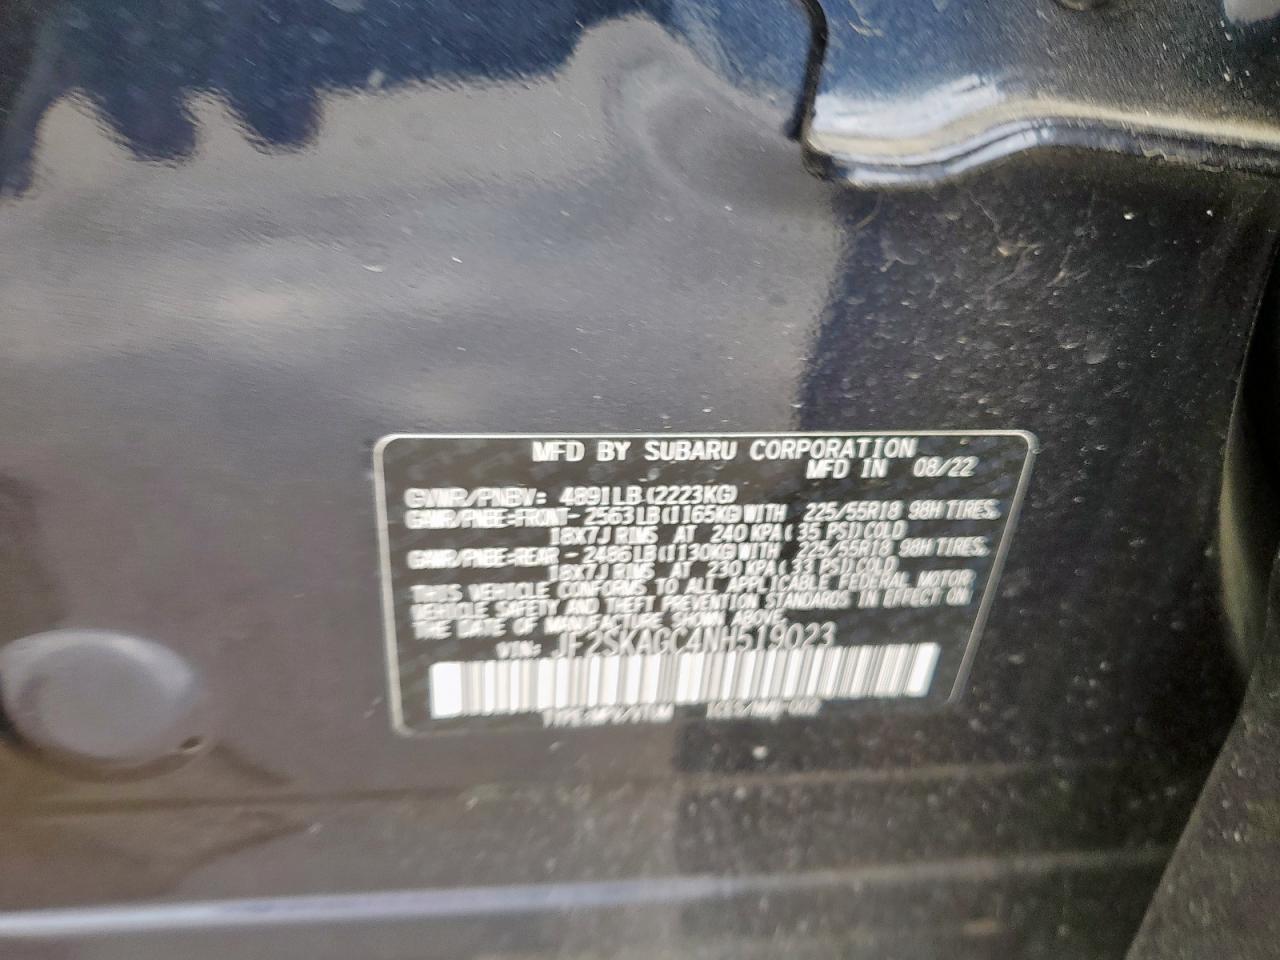 MFD BY SUBARU CORPORATION
MFD IN 08/22
GVWR/PNBV: 4891LB(2223KG)
GAWR/PNBE:FRONT-2563LB(1165KG)WITH 225/55R18 98H TIRES,
18X7J RIMS AT 240 KPA(35 PSI)COLD
GAWR/PNBE:REAR-2486LB(1130KG)WITH 225/55R18 98H TIRES,
18X7J RIMS AT 230 KPA(33 PSI)COLD
THIS VEHICLE CONFORMS TO ALL APPLICABLE FEDERAL MOTOR
VEHICLE SAFETY AND THEFT PREVENTION STANDARDS IN EFFECT ON
THE DATE OF MANUFACTURE SHOWN ABOVE.
VIN: JF2SKAGC4NH519023
TYPE:MPV/VTUM